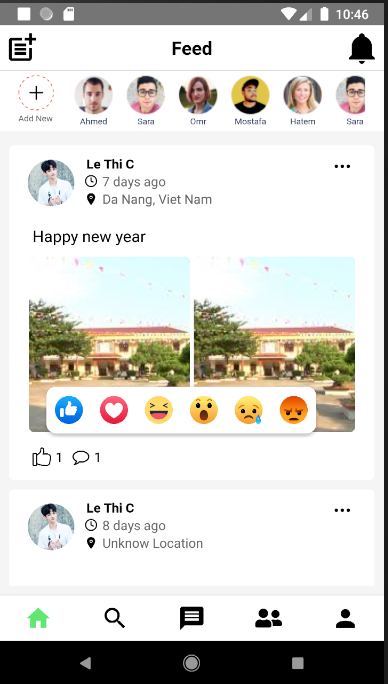 10:46
Feed
Add New
Ahmed
Sara
Omr
Mostafa
Hatem
Sara
Le Thi C
7 days ago
Da Nang, Viet Nam
Happy new year
1 1
Le Thi C
8 days ago
Unknow Location